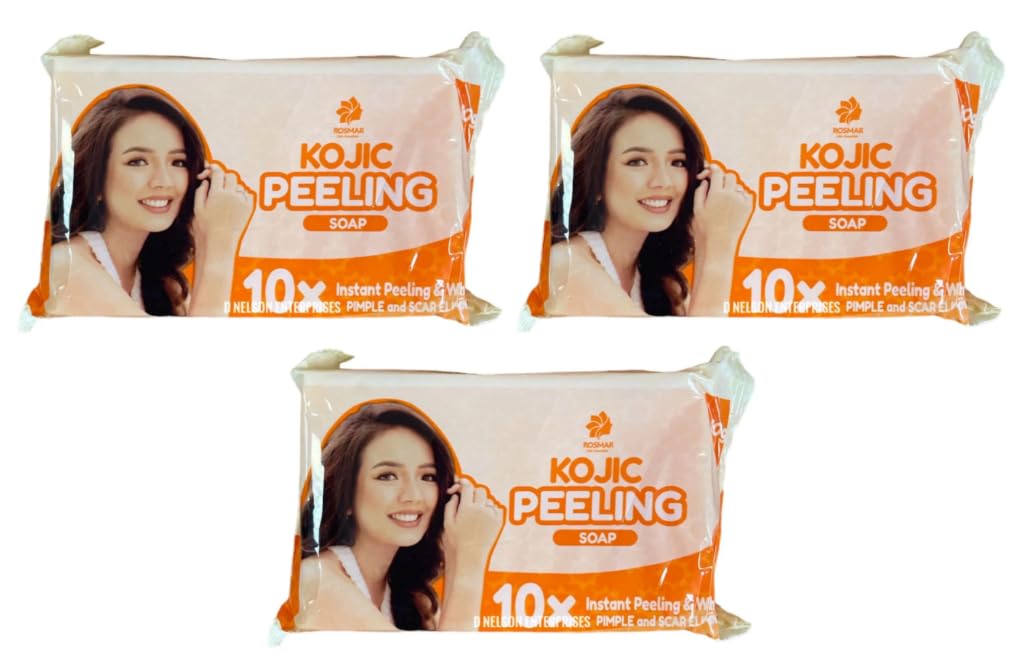 ROSMAR
KOJIC
PEELING
SOAP
10x Instant Peeling &
D NELSON ENTERPRISES PIMPLE and SCAR
ROSMAR
KOJIC
PEELING
SOAP
10x Instant Peeling &
D NELSON ENTERPRISES PIMPLE and SCAR
ROSMAR
KOJIC
PEELING
SOAP
10x Instant Peeling &
D NELSON ENTERPRISES PIMPLE and SCAR